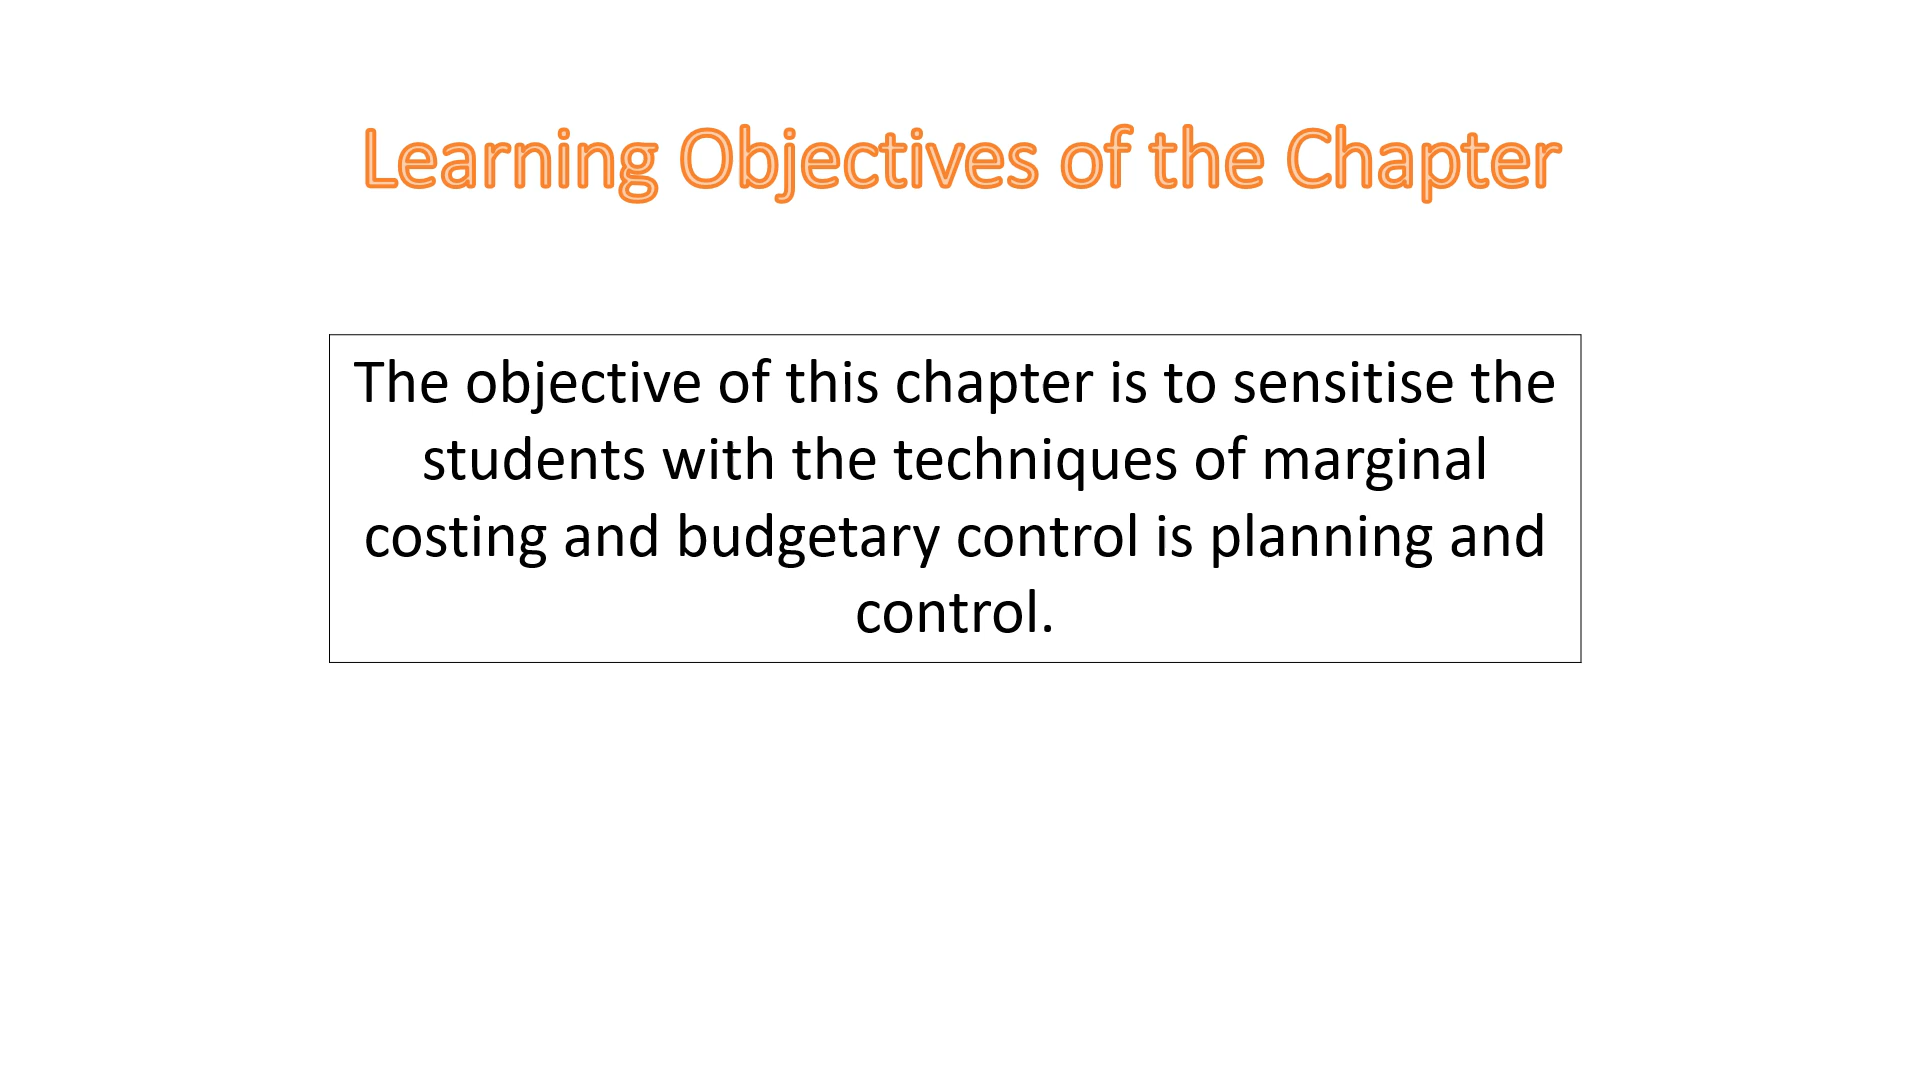 Learning Objectives of the Chapter
The objective of this chapter is to sensitise the
students with the techniques of marginal
costing and budgetary control is planning and
control.